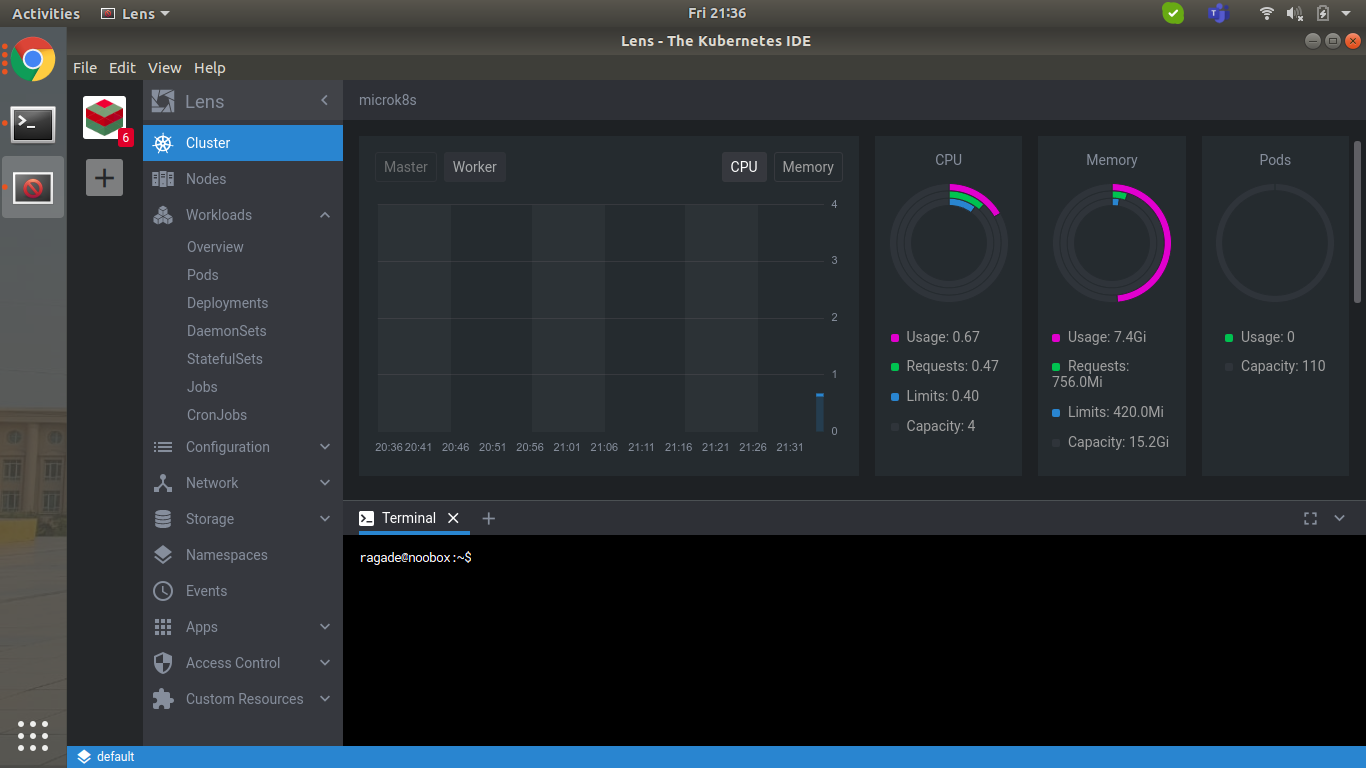 Activities Lens Fri 21:36
Lens - The Kubernetes IDE
File Edit View Help
6
Lens
Cluster
Nodes
Workloads
Overview
Pods
Deployments
DaemonSets
StatefulSets
Jobs
CronJobs
Configuration
Network
Storage
Namespaces
Events
Apps
Access Control
Custom Resources
microk8s
Master Worker CPU Memory
4
3
2
1
0
20:36 20:41 20:46 20:51 20:56 21:01 21:06 21:11 21:16 21:21 21:26 21:31
CPU
Usage: 0.67
Requests: 0.47
Limits: 0.40
Capacity: 4
Memory
Usage: 7.4Gi
Requests:
756.0Mi
Limits: 420.0Mi
Capacity: 15.2Gi
Pods
Usage: 0
Capacity: 110
Terminal
ragade@noobox:~$
default